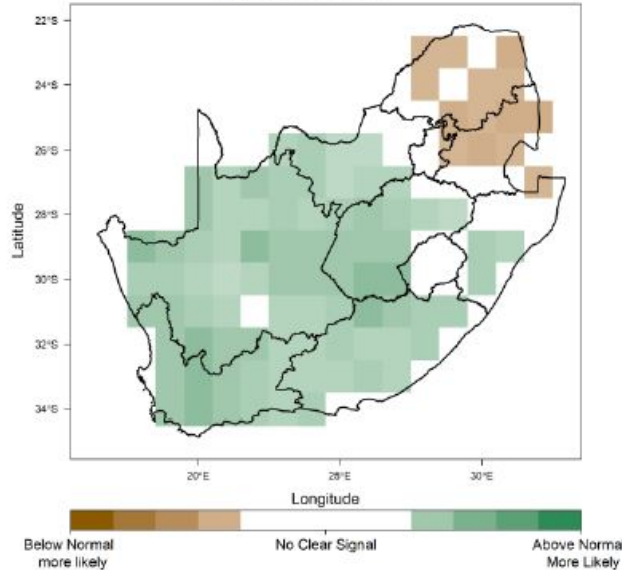 22°S
24°S
26°S
28°S
30°S
32°S
34°S
Latitude
20°E 25°E 30°E
Longitude
Below Normal No Clear Signal Above Norma
more likely More Likely